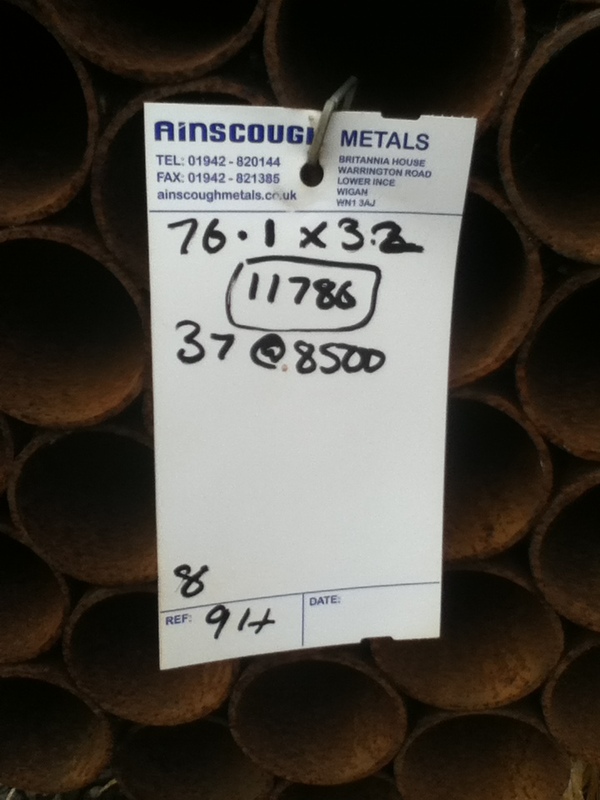 AINSCOUGH METALS
TEL: 01942 - 820144
FAX: 01942 - 821385
ainscoughmetals.co.uk
BRITANNIA HOUSE
WARRINGTON ROAD
LOWER INCE
WIGAN
WN1 3AJ
76.1 x 3.2
11786
37 @ 8500
8
REF: 914
DATE: